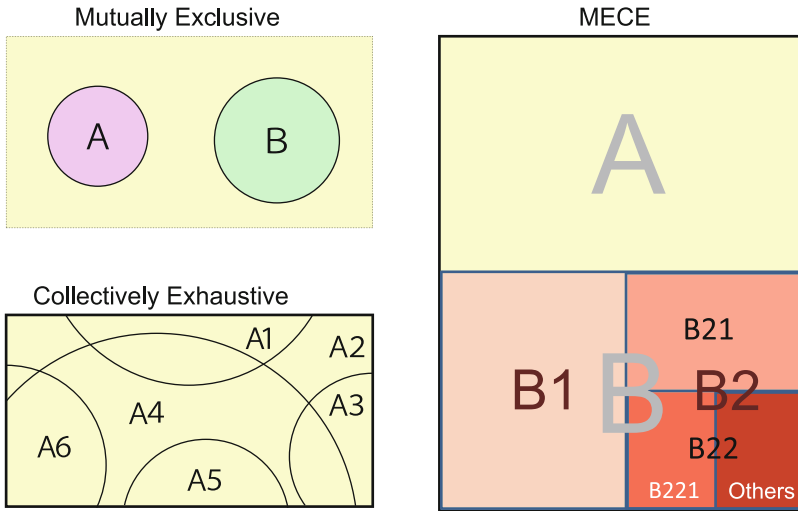 Mutually Exclusive
A
B
Collectively Exhaustive
A1
A2
A3
A4
A5
A6
MECE
A
B
B1
B2
B21
B22
B221
Others